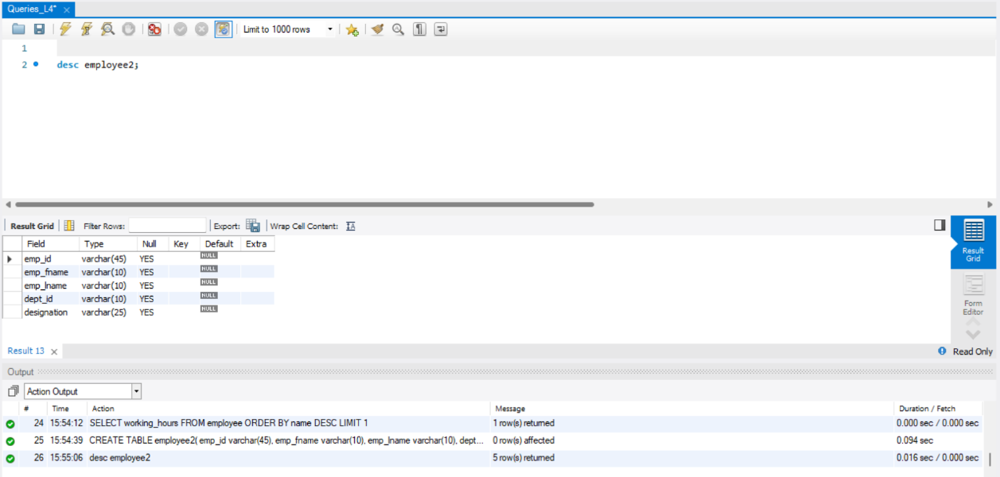 Queries_L4* ×
Limit to 1000 rows
1
2 desc employee2;
Result Grid Filter Rows: Export: Wrap Cell Content: IA
Field Type Null Key Default Extra
emp_id varchar(45) YES NULL
emp_fname varchar(10) YES NULL
emp_lname varchar(10) YES NULL
dept_id varchar(10) YES NULL
designation varchar(25) YES NULL
Result Grid
Form Editor
Result 13 × Read Only
Output
Action Output
# Time Action Message Duration / Fetch
24 15:54:12 SELECT working_hours FROM employee ORDER BY name DESC LIMIT 1 1 row(s) returned 0.000 sec / 0.000 sec
25 15:54:39 CREATE TABLE employee2( emp_id varchar(45), emp_fname varchar(10), emp_lname varchar(10), dept... 0 row(s) affected 0.094 sec
26 15:55:06 desc employee2 5 row(s) returned 0.016 sec / 0.000 sec